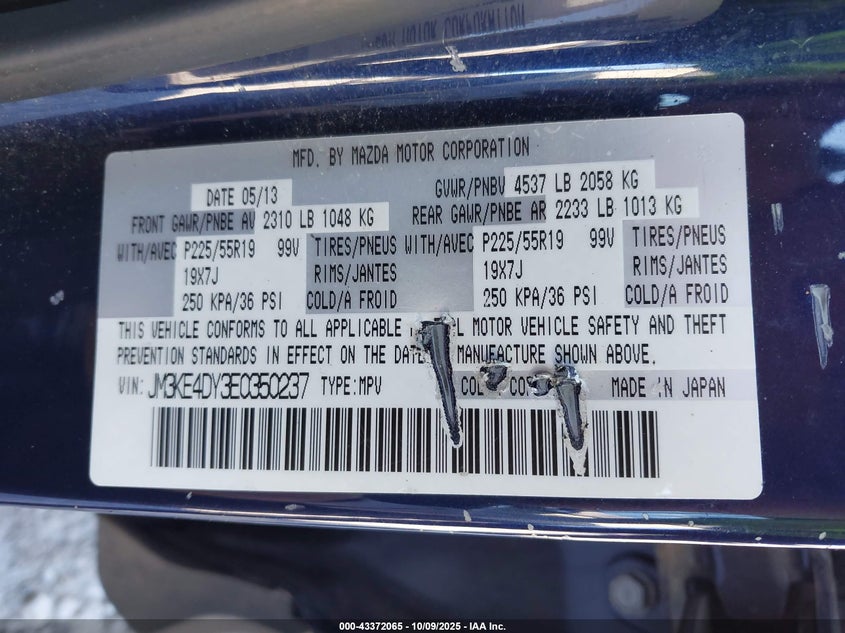 MFD. BY MAZDA MOTOR CORPORATION
DATE 05/13 GVWR/PNBV 4537 LB 2058 KG
FRONT GAWR/PNBE AV 2310 LB 1048 KG REAR GAWR/PNBE AR 2233 LB 1013 KG
WITH/AVEC P225/55R19 99V TIRES/PNEUS WITH/AVEC P225/55R19 99V TIRES/PNEUS
19X7J RIMS/JANTES 19X7J RIMS/JANTES
250 KPA/36 PSI COLD/A FROID 250 KPA/36 PSI COLD/A FROID
THIS VEHICLE CONFORMS TO ALL APPLICABLE MOTOR VEHICLE SAFETY AND THEFT
PREVENTION STANDARDS IN EFFECT ON THE DATE MANUFACTURE SHOWN ABOVE.
VIN: JM3KE4DY3E0350237 TYPE: MPV MADE IN JAPAN
000-43372065 - 10/09/2025 - IAA Inc.